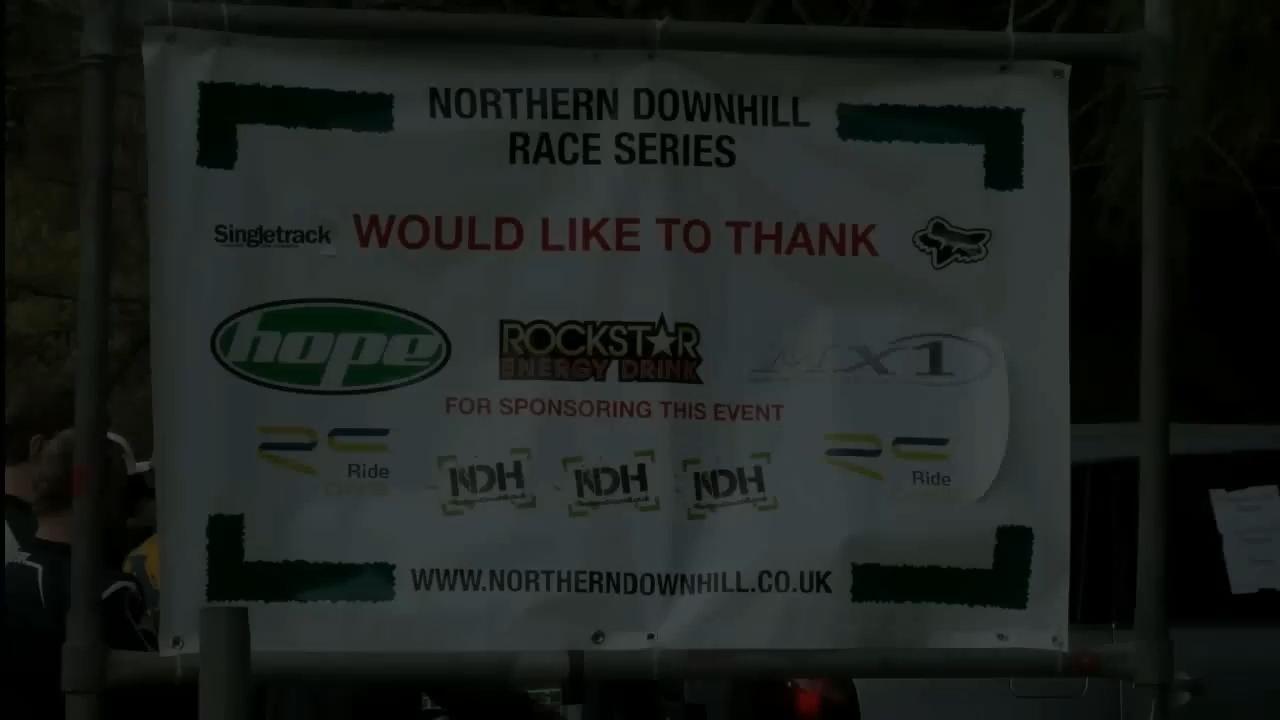 NORTHERN DOWNHILL
RACE SERIES
Singletrack
WOULD LIKE TO THANK
hope
ROCKSTAR
ENERGY DRINK
MX1
FOR SPONSORING THIS EVENT
Ride
NDH
NDH
NDH
Ride
WWW.NORTHERNDOWNHILL.CO.UK